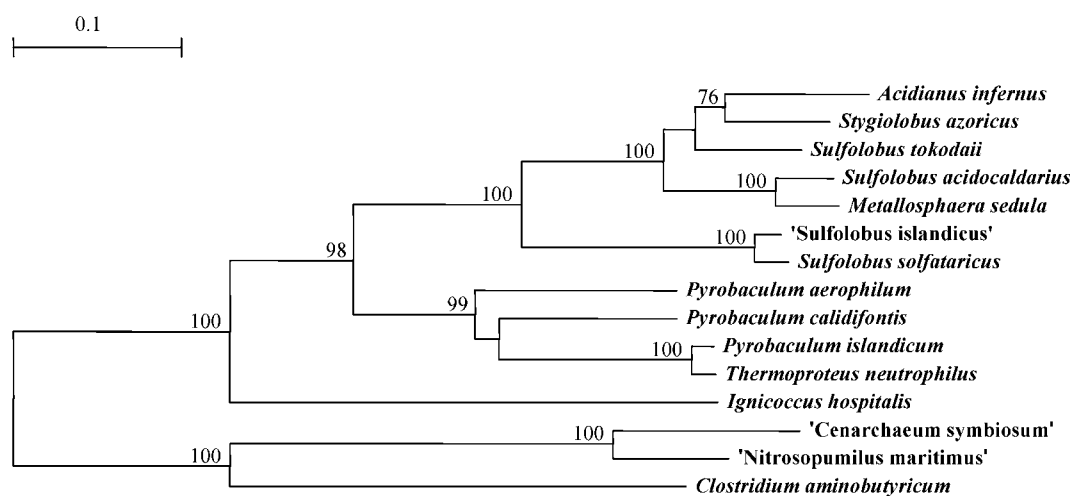 0.1
76
Acidianus infernus
Stygiolobus azoricus
100
Sulfolobus tokodaii
100
Sulfolobus acidocaldarius
100
Metallosphaera sedula
98
100
'Sulfolobus islandicus'
Sulfolobus solfataricus
99
Pyrobaculum aerophilum
Pyrobaculum calidifontis
100
100
Pyrobaculum islandicum
Thermoproteus neutrophilus
Ignicoccus hospitalis
100
100
'Cenarchaeum symbiosum'
'Nitrosopumilus maritimus'
Clostridium aminobutyricum